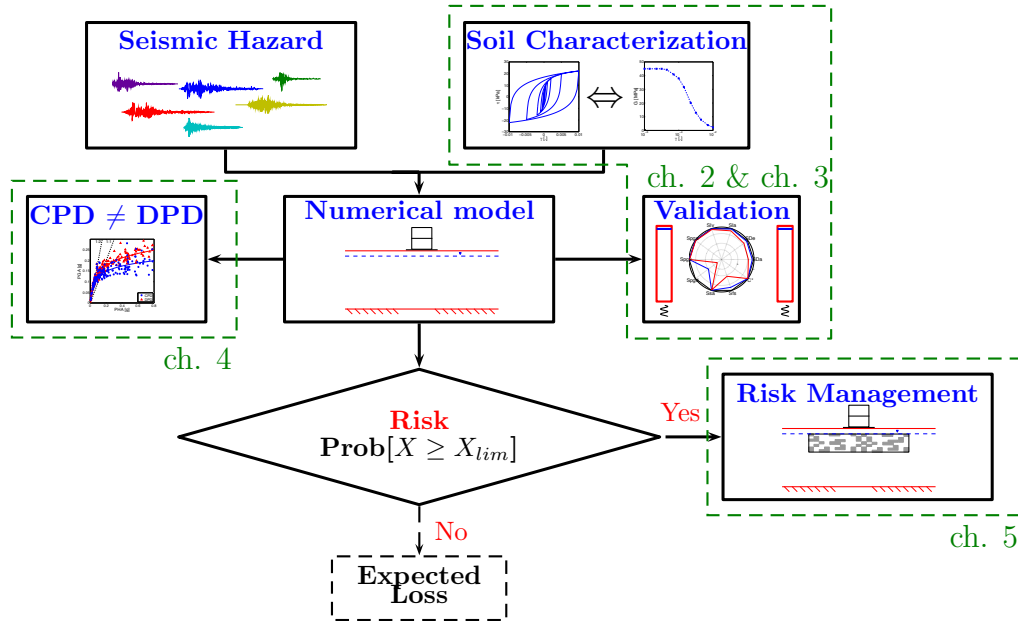 Seismic Hazard
Soil Characterization
ch. 2 & ch. 3
CPD ≠ DPD
Numerical model
Validation
ch. 4
Risk
Prob[X ≥ X_lim]
Yes
Risk Management
ch. 5
No
Expected
Loss